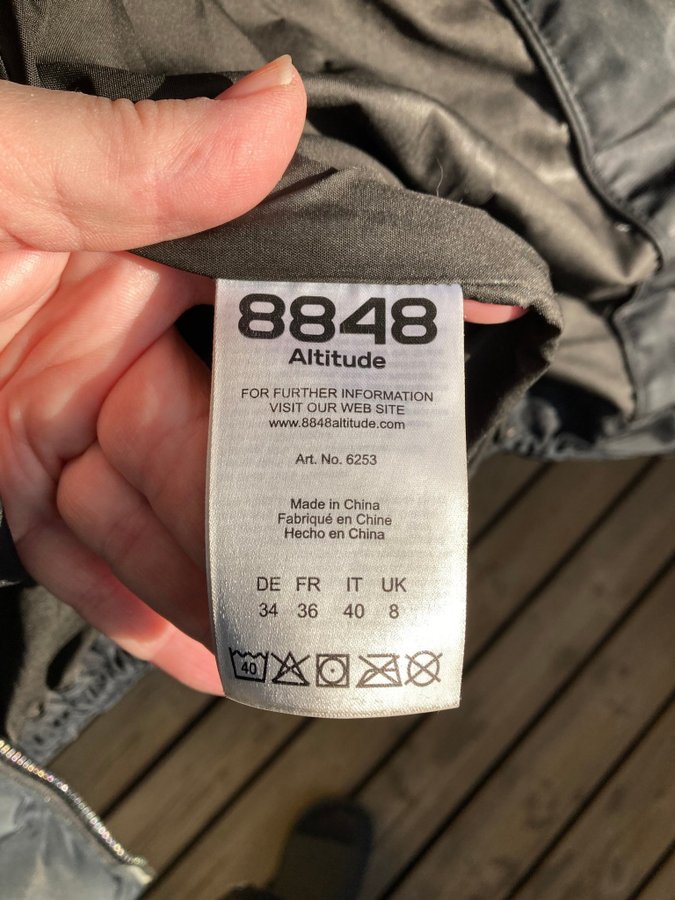 8848
Altitude
FOR FURTHER INFORMATION
VISIT OUR WEB SITE
www.8848altitude.com
Art. No. 6253
Made in China
Fabriqué en Chine
Hecho en China
DE FR IT UK
34 36 40 8
40